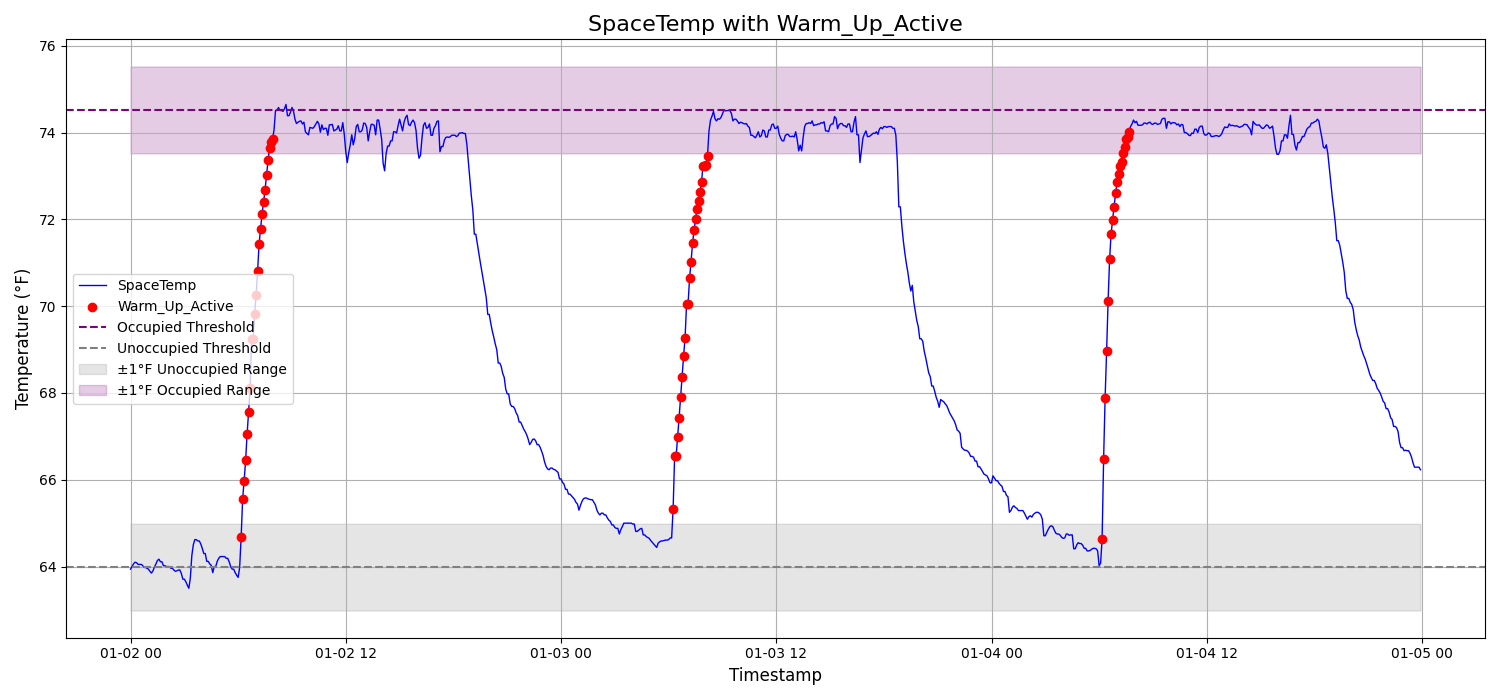 SpaceTemp with Warm_Up_Active
Temperature (°F)
76
74
72
70
68
66
64
SpaceTemp
Warm_Up_Active
Occupied Threshold
Unoccupied Threshold
±1°F Unoccupied Range
±1°F Occupied Range
01-02 00
01-02 12
01-03 00
01-03 12
01-04 00
01-04 12
01-05 00
Timestamp